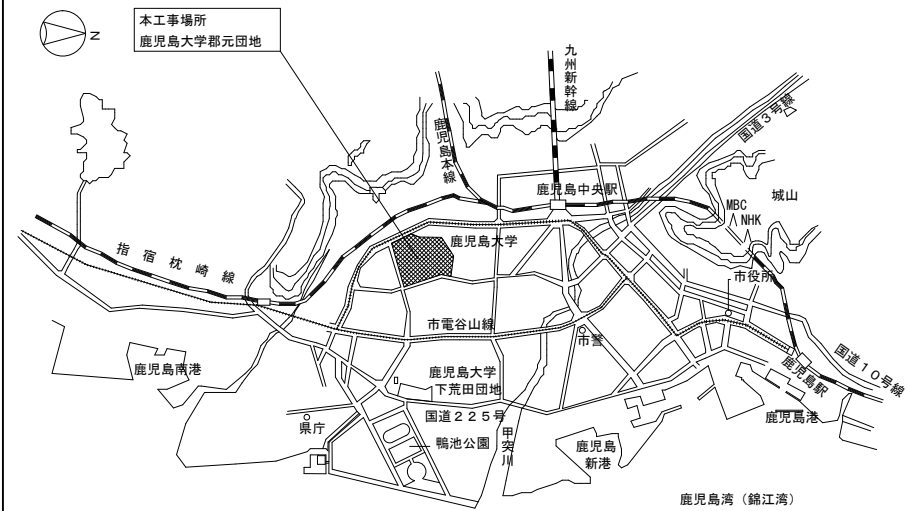 N
本工事場所
鹿児島大学郡元団地
九州新幹線
国道3号線
鹿児島本線
鹿児島中央駅
城山
MBC
NHK
鹿児島大学
指宿枕崎線
市役所
市電谷山線
市警
鹿児島南港
鹿児島大学
下荒田団地
国道10号線
鹿児島駅
国道225号
鹿児島港
県庁
鴨池公園
甲突川
鹿児島
新港
鹿児島湾(錦江湾)